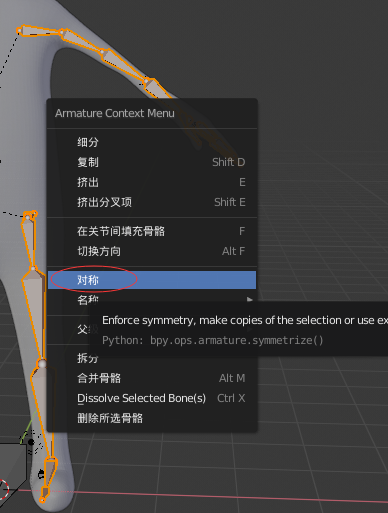 Armature Context Menu
细分
复制 Shift D
挤出 E
挤出分叉项 Shift E
在关节间填充骨骼 F
切换方向 Alt F
对称
名称
Enforce symmetry, make copies of the selection or use ex
父
Python: bpy.ops.armature.symmetrize()
拆分
合并骨骼 Alt M
Dissolve Selected Bone(s) Ctrl X
删除所选骨骼